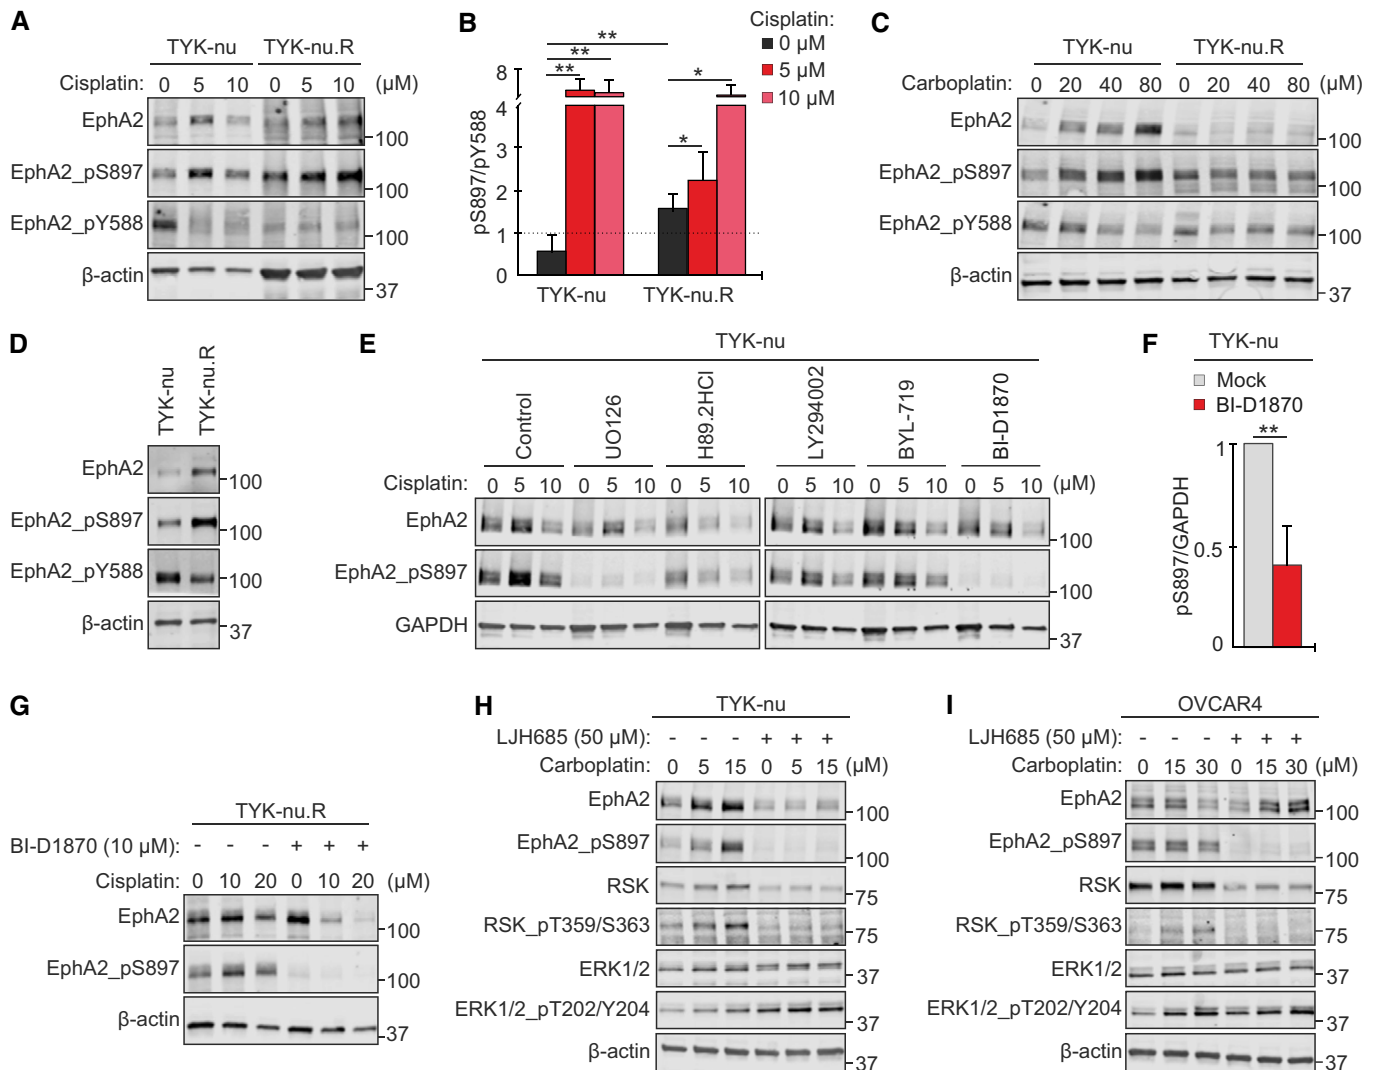 A
TYK-nu TYK-nu.R
Cisplatin: 0 5 10 0 5 10 (µM)
EphA2
100
EphA2_pS897
100
EphA2_pY588
100
β-actin
37
B
Cisplatin:
0 µM
5 µM
10 µM
** ** ** * *
pS897/pY588
8
4
3
2
1
0
TYK-nu TYK-nu.R
C
TYK-nu TYK-nu.R
Carboplatin: 0 20 40 80 0 20 40 80 (µM)
EphA2
100
EphA2_pS897
100
EphA2_pY588
100
β-actin
37
D
TYK-nu TYK-nu.R
EphA2
100
EphA2_pS897
100
EphA2_pY588
100
β-actin
37
E
TYK-nu
Control UO126 H89.2HCl LY294002 BYL-719 BI-D1870
Cisplatin: 0 5 10 0 5 10 0 5 10 0 5 10 0 5 10 0 5 10 (µM)
EphA2
100
EphA2_pS897
100
GAPDH
37
F
TYK-nu
Mock
BI-D1870
**
pS897/GAPDH
1
0.5
0
G
TYK-nu.R
BI-D1870 (10 µM): - - - + + +
Cisplatin: 0 10 20 0 10 20 (µM)
EphA2
100
EphA2_pS897
100
β-actin
37
H
TYK-nu
LJH685 (50 µM): - - - + + +
Carboplatin: 0 5 15 0 5 15 (µM)
EphA2
100
EphA2_pS897
100
RSK
75
RSK_pT359/S363
75
ERK1/2
37
ERK1/2_pT202/Y204
37
β-actin
37
I
OVCAR4
LJH685 (50 µM): - - - + + +
Carboplatin: 0 15 30 0 15 30 (µM)
EphA2
100
EphA2_pS897
100
RSK
75
RSK_pT359/S363
75
ERK1/2
37
ERK1/2_pT202/Y204
37
β-actin
37